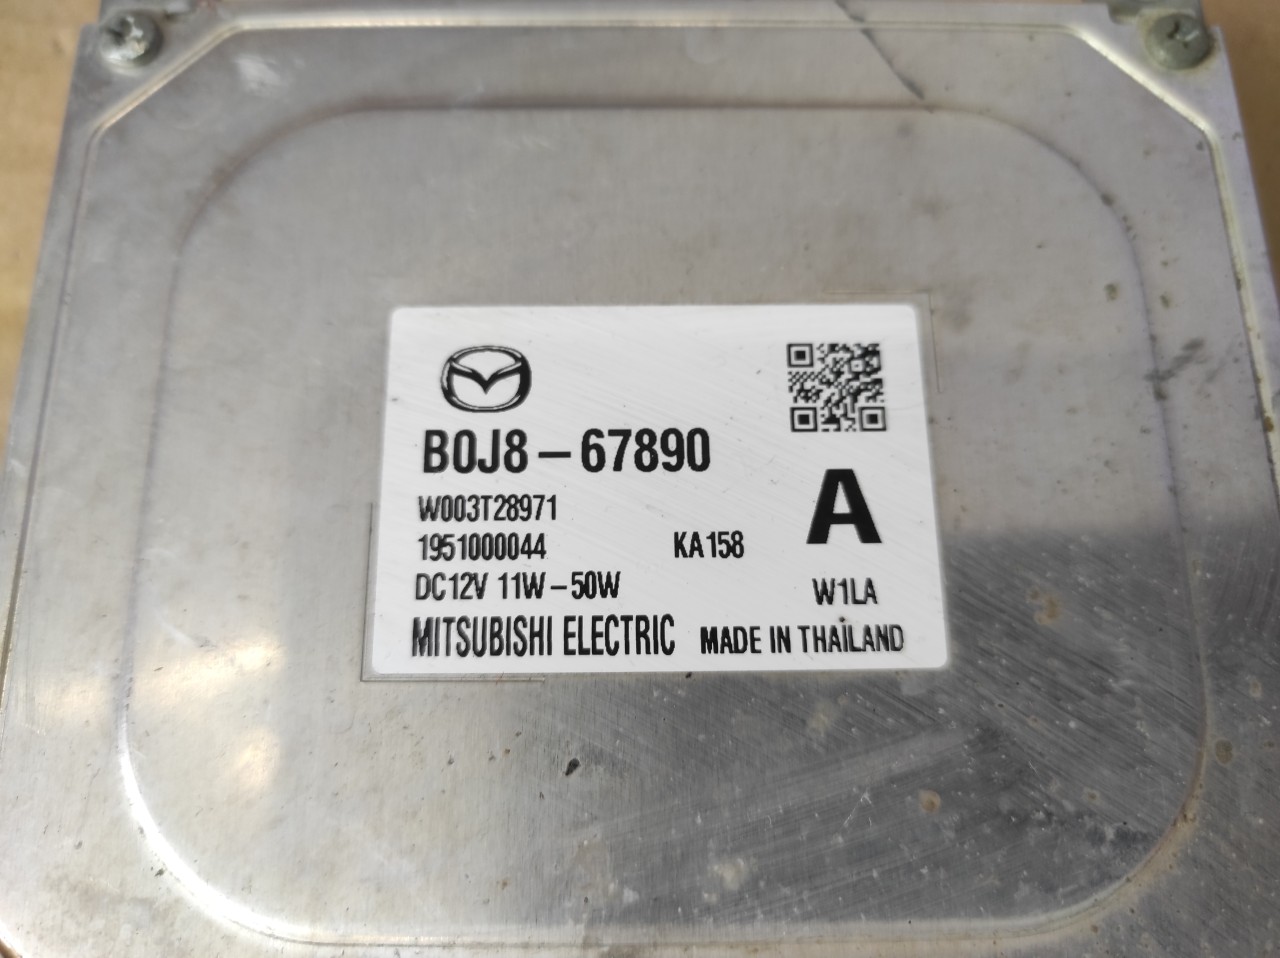 B0J8-67890
A
W003T28971
1951000044 KA158
DC12V 11W-50W W1LA
MITSUBISHI ELECTRIC MADE IN THAILAND